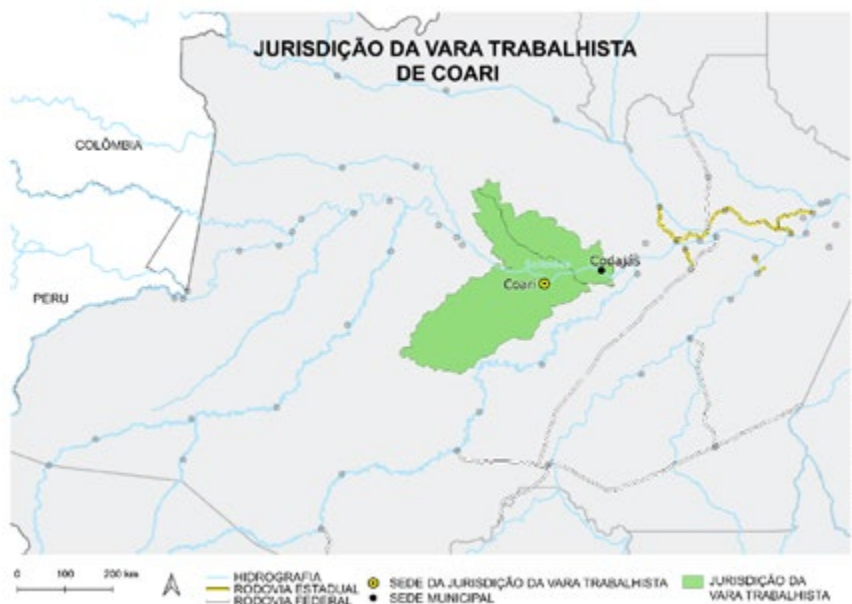 JURISDIÇÃO DA VARA TRABALHISTA
DE COARI
COLÔMBIA
PERU
Codajás
Coari
0 100 200 km
HIDROGRAFIA
RODOVIA ESTADUAL
RODOVIA FEDERAL
SEDE DA JURISDIÇÃO DA VARA TRABALHISTA
SEDE MUNICIPAL
JURISDIÇÃO DA
VARA TRABALHISTA